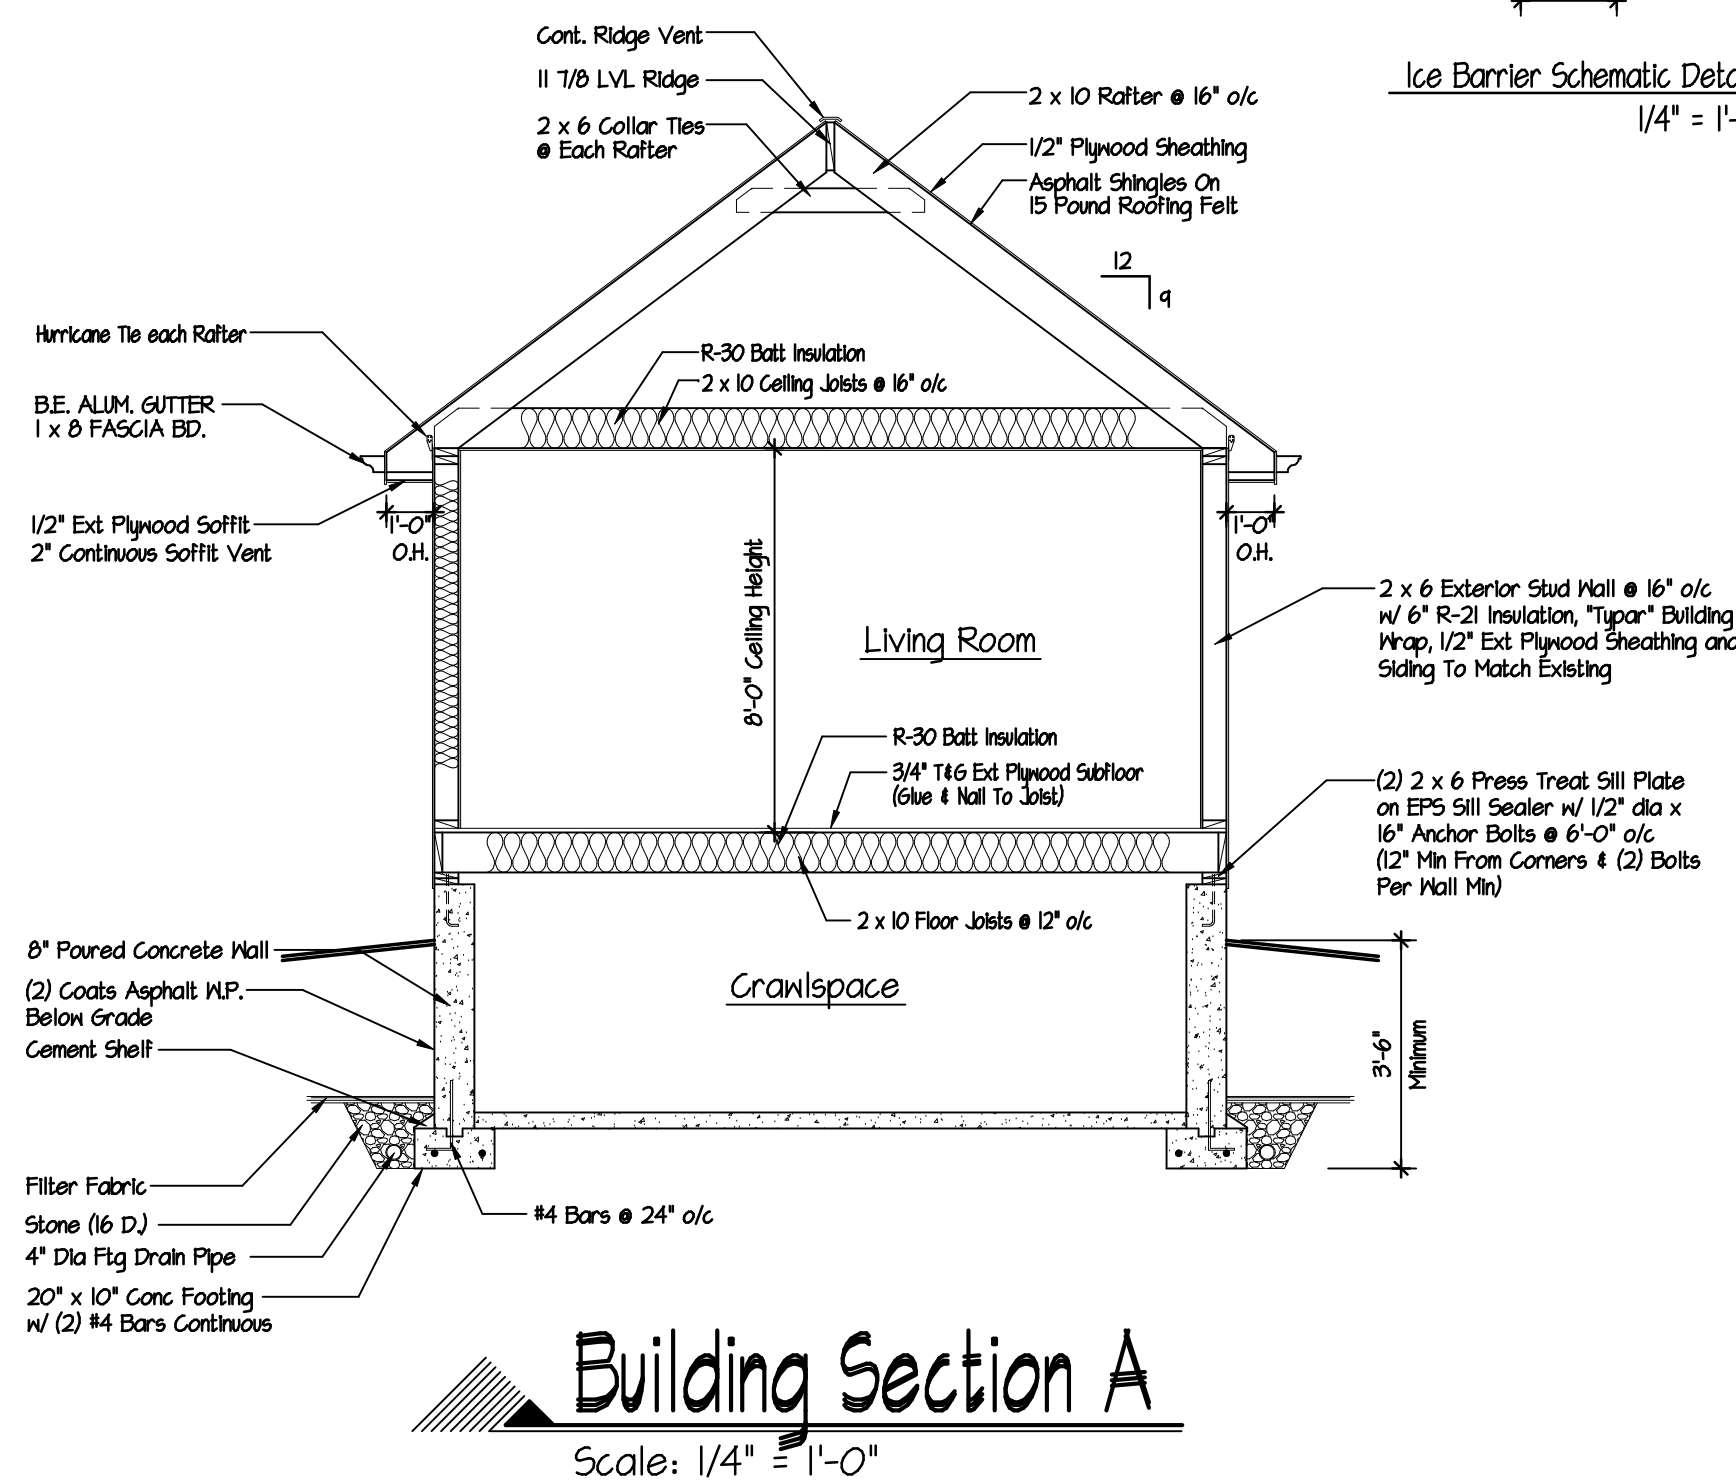 Cont. Ridge Vent
11 7/8 LVL Ridge
2 x 6 Collar Ties
@ Each Rafter
2 x 10 Rafter @ 16" o/c
1/2" Plywood Sheathing
Asphalt Shingles On
15 Pound Roofing Felt
Ice Barrier Schematic Deta
1/4" = 1'-
12
9
Hurricane Tie each Rafter
B.E. ALUM. GUTTER
1 x 8 FASCIA BD.
1/2" Ext Plywood Soffit
2" Continuous Soffit Vent
R-30 Batt Insulation
2 x 10 Ceiling Joists @ 16" o/c
1'-0"
O.H.
1'-0"
O.H.
8'-0" Ceiling Height
Living Room
2 x 6 Exterior Stud Wall @ 16" o/c
w/ 6" R-21 Insulation, "Typar" Building
Wrap, 1/2" Ext Plywood Sheathing and
Siding To Match Existing
R-30 Batt Insulation
3/4" T&G Ext Plywood Subfloor
(Glue & Nail To Joist)
(2) 2 x 6 Press Treat Sill Plate
on EPS Sill Sealer w/ 1/2" dia x
16" Anchor Bolts @ 6'-0" o/c
(12" Min From Corners & (2) Bolts
Per Wall Min)
2 x 10 Floor Joists @ 12" o/c
Crawlspace
8" Poured Concrete Wall
(2) Coats Asphalt W.P.
Below Grade
Cement Shelf
3'-6"
Minimum
Filter Fabric
Stone (16 D.)
4" Dia Ftg Drain Pipe
20" x 10" Conc Footing
w/ (2) #4 Bars Continuous
#4 Bars @ 24" o/c
Building Section A
Scale: 1/4" = 1'-0"